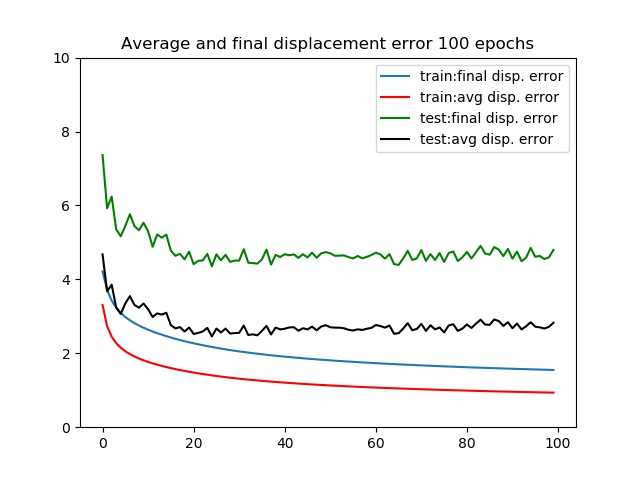 Average and final displacement error 100 epochs
train:final disp. error
train:avg disp. error
test:final disp. error
test:avg disp. error
10
8
6
4
2
0
0 20 40 60 80 100